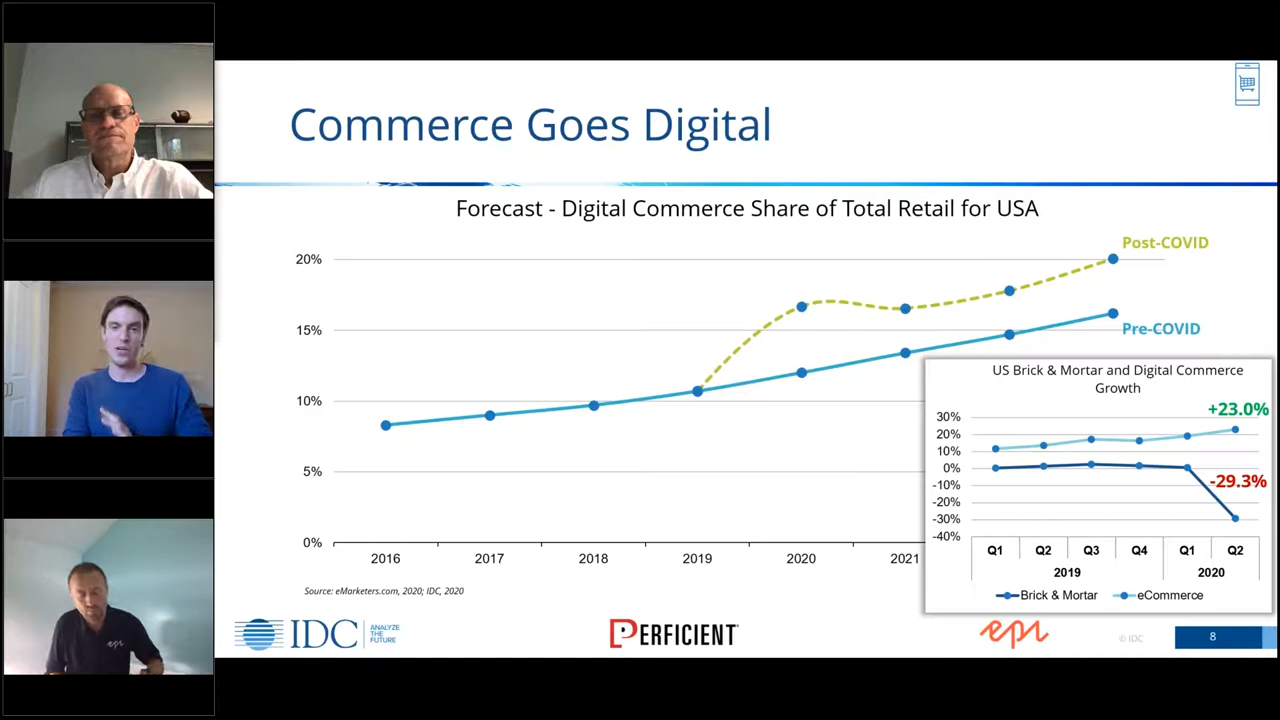 Commerce Goes Digital
Forecast - Digital Commerce Share of Total Retail for USA
Post-COVID
20%
15%
Pre-COVID
10%
5%
0%
2016 2017 2018 2019 2020 2021
US Brick & Mortar and Digital Commerce
Growth
+23.0%
30%
20%
10%
0%
-10%
-29.3%
-20%
-30%
-40%
Q1 Q2 Q3 Q4 Q1 Q2
2019 2020
Brick & Mortar eCommerce
Source: eMarketers.com, 2020; IDC, 2020
IDC
ANALYZE
THE
FUTURE
PERFICIENT
epi
© IDC
8
epi